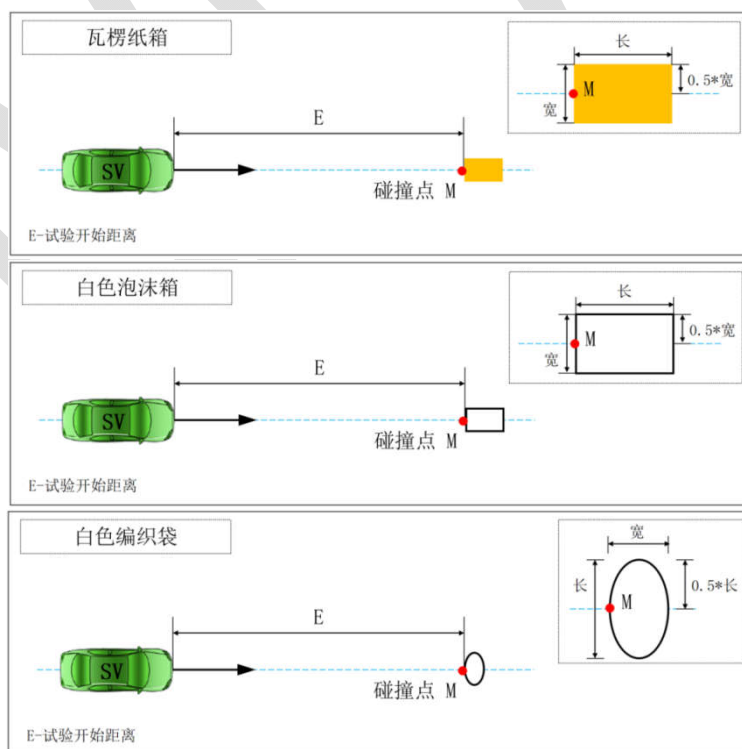 瓦楞纸箱
长
0.5*宽
M
宽
E
SV
碰撞点 M
E-试验开始距离
白色泡沫箱
长
0.5*宽
M
宽
E
SV
碰撞点 M
E-试验开始距离
白色编织袋
宽
长
0.5*长
M
E
SV
碰撞点 M
E-试验开始距离